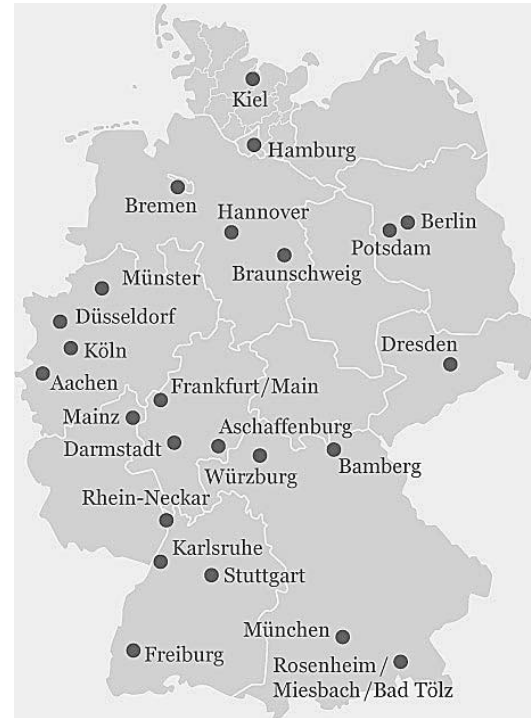 Kiel
Hamburg
Bremen
Hannover
Berlin
Potsdam
Braunschweig
Münster
Düsseldorf
Köln
Dresden
Aachen
Frankfurt/Main
Mainz
Aschaffenburg
Darmstadt
Würzburg
Bamberg
Rhein-Neckar
Karlsruhe
Stuttgart
München
Freiburg
Rosenheim/
Miesbach/Bad Tölz